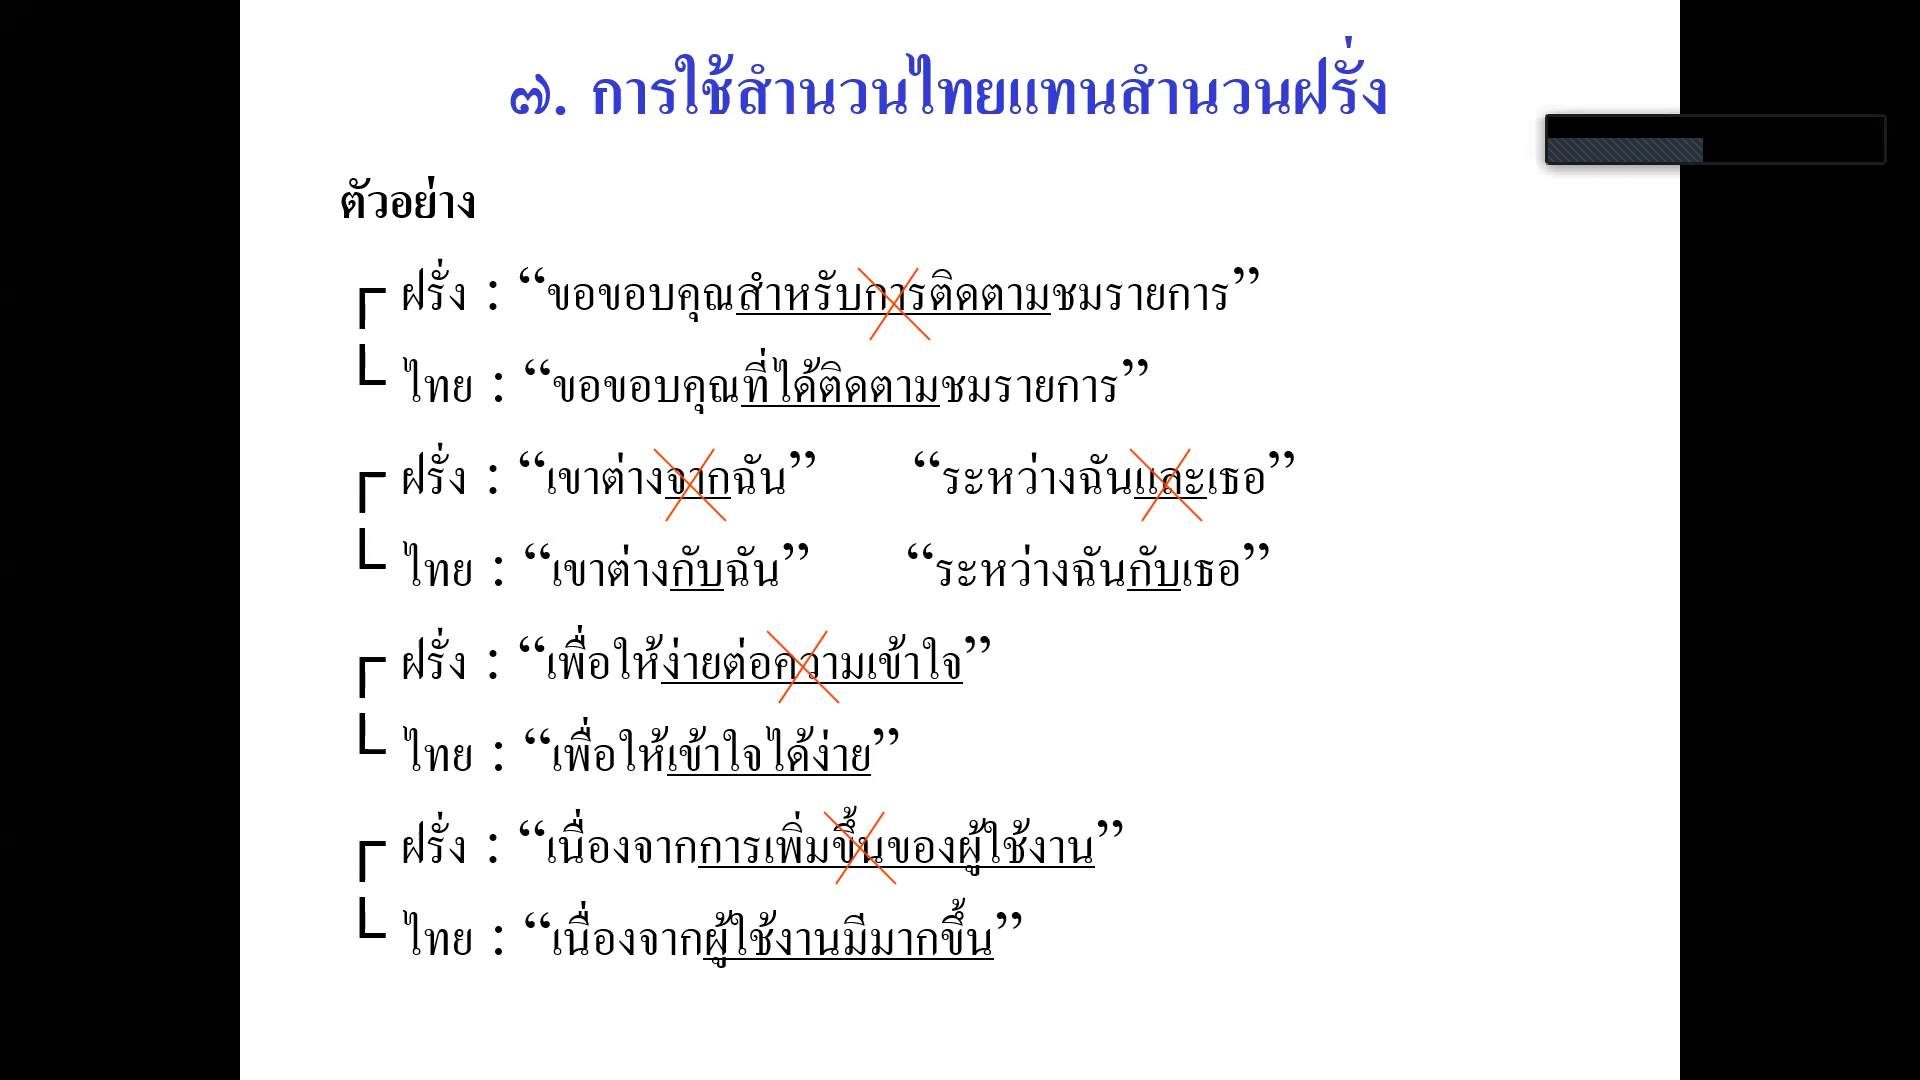 ๗. การใช้สำนวนไทยแทนสำนวนฝรั่ง
ตัวอย่าง
ฝรั่ง : “ขอขอบคุณสำหรับการติดตามชมรายการ”
ไทย : “ขอขอบคุณที่ได้ติดตามชมรายการ”
ฝรั่ง : “เขาต่างจากฉัน” “ระหว่างฉันและเธอ”
ไทย : “เขาต่างกับฉัน” “ระหว่างฉันกับเธอ”
ฝรั่ง : “เพื่อให้ง่ายต่อความเข้าใจ”
ไทย : “เพื่อให้เข้าใจได้ง่าย”
ฝรั่ง : “เนื่องจากการเพิ่มขึ้นของผู้ใช้งาน”
ไทย : “เนื่องจากผู้ใช้งานมีมากขึ้น”